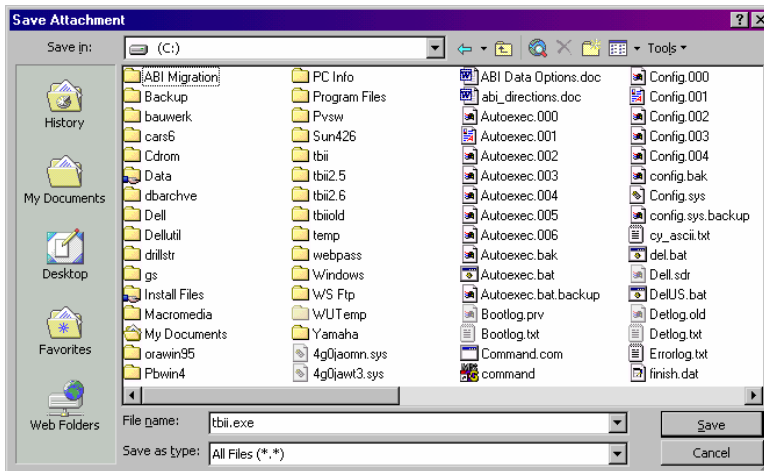 Save Attachment
Save in: (C:) Tools
History
My Documents
Desktop
Favorites
Web Folders
ABI Migration
Backup
bauwerk
cars6
Cdrom
Data
dbarchve
Dell
Dellutil
drillstr
gs
Install Files
Macromedia
My Documents
orawin95
Pbwin4
PC Info
Program Files
Pvsw
Sun426
tbii
tbii2.5
tbii2.6
tbiiold
temp
webpass
Windows
WS Ftp
WUTemp
Yamaha
4g0jaomn.sys
4g0jawt3.sys
ABI Data Options.doc
abi_directions.doc
Autoexec.000
Autoexec.001
Autoexec.002
Autoexec.003
Autoexec.004
Autoexec.005
Autoexec.006
Autoexec.bak
Autoexec.bat
Autoexec.bat.backup
Bootlog.prv
Bootlog.txt
Command.com
command
Config.000
Config.001
Config.002
Config.003
Config.004
config.bak
Config.sys
config.sys.backup
cy_ascii.txt
del.bat
Dell.sdr
DelUS.bat
Detlog.old
Detlog.txt
Errorlog.txt
finish.dat
File name: tbii.exe Save
Save as type: All Files (*.*) Cancel